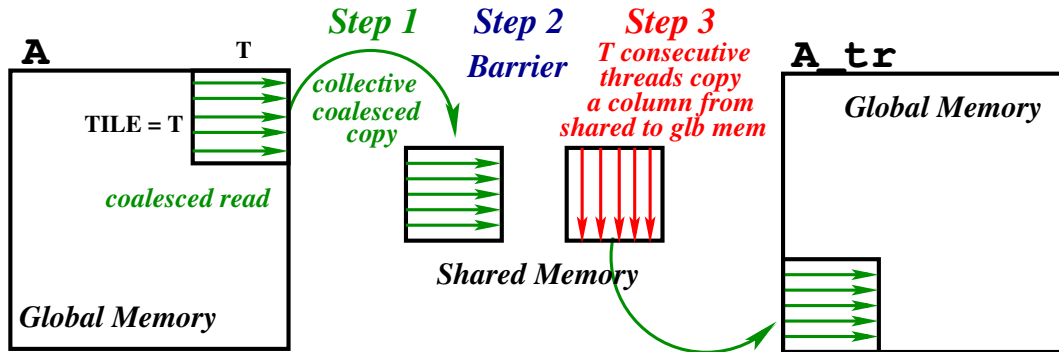 A
T
TILE = T
coalesced read
Global Memory
Step 1
collective
coalesced
copy
Step 2
Barrier
Step 3
T consecutive
threads copy
a column from
shared to glb mem
Shared Memory
A_tr
Global Memory